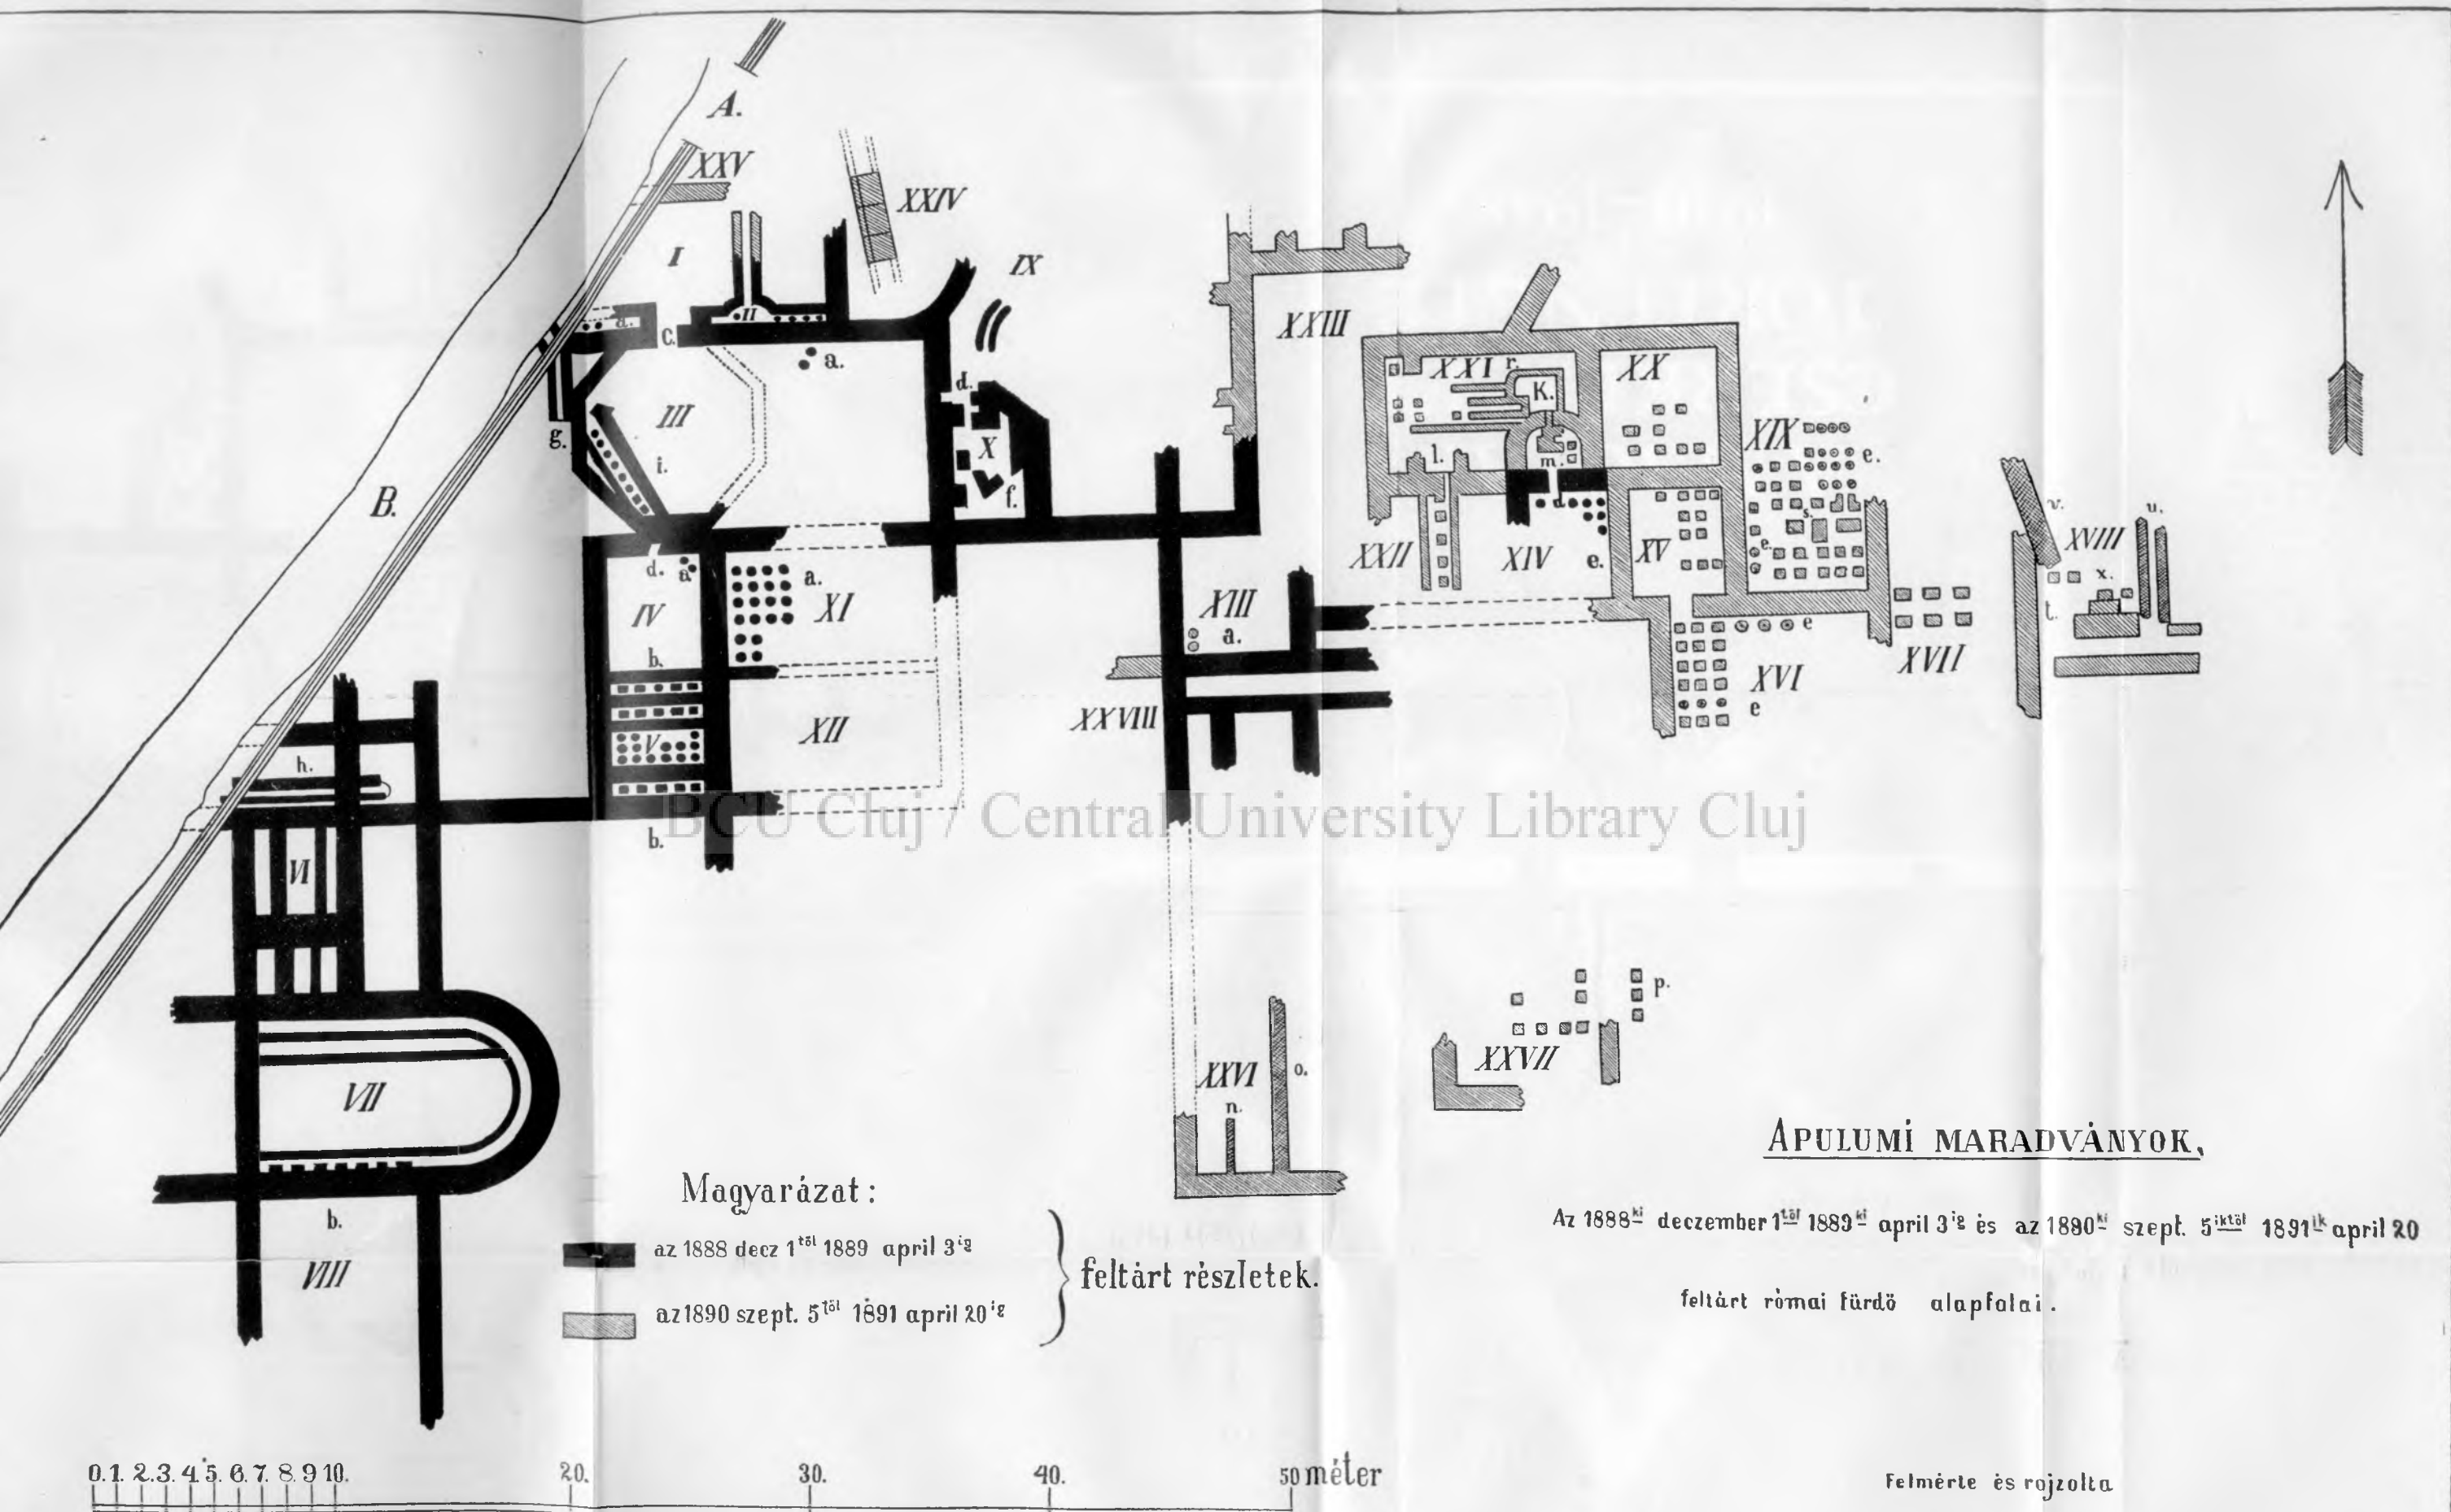 A.
XXV
XXIV
I
IX
II
a.
c.
a.
XXIII
d.
XXI
r.
XX
K.
III
g.
i.
X
f.
XIX
e.
l.
m.
B.
d.
s.
v.
u.
XVIII
XXII
XIV
e.
XV
e.
x.
d.
a.
a.
IV
XI
XIII
a.
t.
e
b.
XVII
XVI
e
XII
XXVIII
V
h.
b.
BCU Cluj / Central University Library Cluj
VI
p.
XXVII
XXVI
o.
n.
VII
b.
VIII
APULUMI MARADVÁNYOK,
Az 1888ki deczember 1től 1889ki april 3ig és az 1890ki szept. 5iktől 1891ik april 20
feltárt római fürdö alapfalai.
Magyarázat:
az 1888 decz 1től 1889 april 3ig
az 1890 szept. 5től 1891 april 20ig
feltárt részletek.
0. 1. 2. 3. 4. 5. 6. 7. 8. 9 10. 20. 30. 40. 50 méter
Felmérte és rojzolta